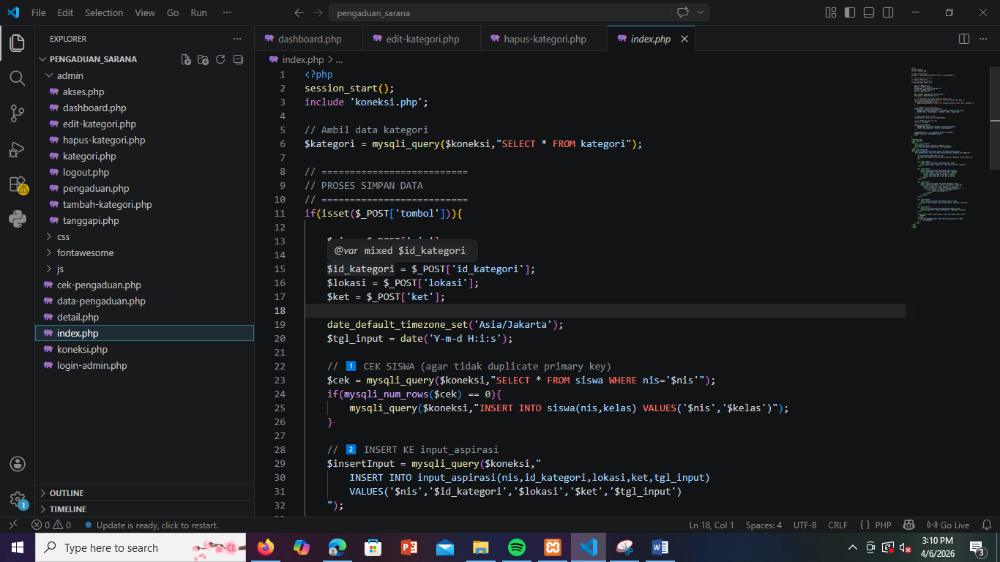 File Edit Selection View Go Run ··· pengaduan_sarana
EXPLORER ···
PENGADUAN_SARANA
admin
akses.php
dashboard.php
edit-kategori.php
hapus-kategori.php
kategori.php
logout.php
pengaduan.php
tambah-kategori.php
tanggapi.php
css
fontawesome
js
cek-pengaduan.php
data-pengaduan.php
detail.php
index.php
koneksi.php
login-admin.php
OUTLINE
TIMELINE
dashboard.php edit-kategori.php hapus-kategori.php index.php ···
index.php > ...
1 <?php
2 session_start();
3 include 'koneksi.php';
4
5 // Ambil data kategori
6 $kategori = mysqli_query($koneksi,"SELECT * FROM kategori");
7
8 // ==========================
9 // PROSES SIMPAN DATA
10 // ==========================
11 if(isset($_POST['tombol'])){
12
13
@var mixed $id_kategori
14
15 $id_kategori = $_POST['id_kategori'];
16 $lokasi = $_POST['lokasi'];
17 $ket = $_POST['ket'];
18
19 date_default_timezone_set('Asia/Jakarta');
20 $tgl_input = date('Y-m-d H:i:s');
21
22 // 1️⃣ CEK SISWA (agar tidak duplicate primary key)
23 $cek = mysqli_query($koneksi,"SELECT * FROM siswa WHERE nis='$nis'");
24 if(mysqli_num_rows($cek) == 0){
25 mysqli_query($koneksi,"INSERT INTO siswa(nis,kelas) VALUES('$nis','$kelas')");
26 }
27
28 // 2️⃣ INSERT KE input_aspirasi
29 $insertInput = mysqli_query($koneksi,"
30 INSERT INTO input_aspirasi(nis,id_kategori,lokasi,ket,tgl_input)
31 VALUES('$nis','$id_kategori','$lokasi','$ket','$tgl_input')
32 ");
1
0 0 Update is ready, click to restart. Ln 18, Col 1 Spaces: 4 UTF-8 CRLF { } PHP Go Live
Type here to search
3:10 PM
4/6/2026
3